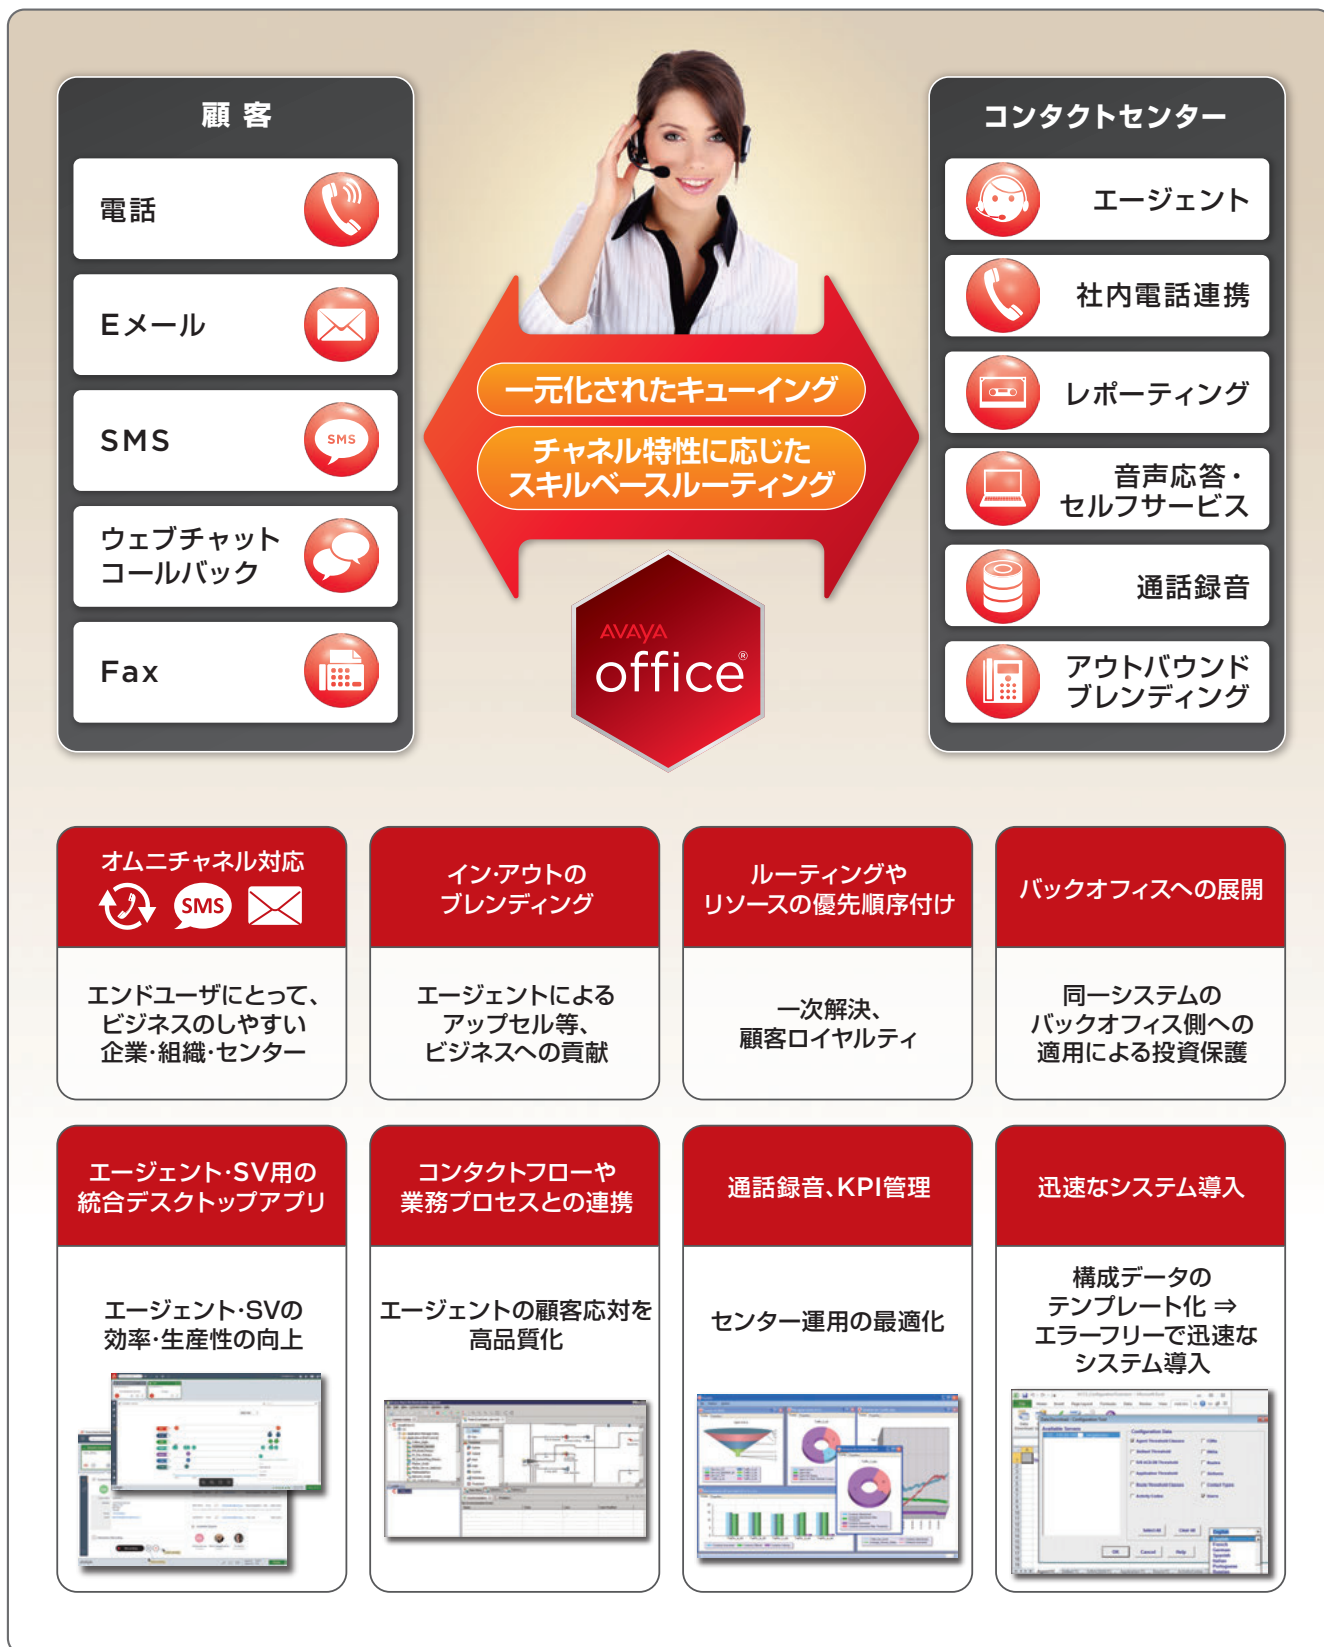 顧 客
電話
Eメール
SMS
SMS
ウェブチャット
コールバック
Fax
一元化されたキューイング
チャネル特性に応じた
スキルベースルーティング
AVAYA
office®
コンタクトセンター
エージェント
社内電話連携
レポーティング
音声応答・
セルフサービス
通話録音
アウトバウンド
ブレンディング
オムニチャネル対応
SMS
エンドユーザにとって、
ビジネスのしやすい
企業・組織・センター
イン・アウトの
ブレンディング
エージェントによる
アップセル等、
ビジネスへの貢献
ルーティングや
リソースの優先順序付け
一次解決、
顧客ロイヤルティ
バックオフィスへの展開
同一システムの
バックオフィス側への
適用による投資保護
エージェント・SV用の
統合デスクトップアプリ
エージェント・SVの
効率・生産性の向上
コンタクトフローや
業務プロセスとの連携
エージェントの顧客応対を
高品質化
通話録音、KPI管理
センター運用の最適化
迅速なシステム導入
構成データの
テンプレート化 ⇒
エラーフリーで迅速な
システム導入
Configuration Data
Available Servers
Select All
Clear All
OK
Cancel
Help
English
French
German
Spanish
Italian
Portuguese
Russian